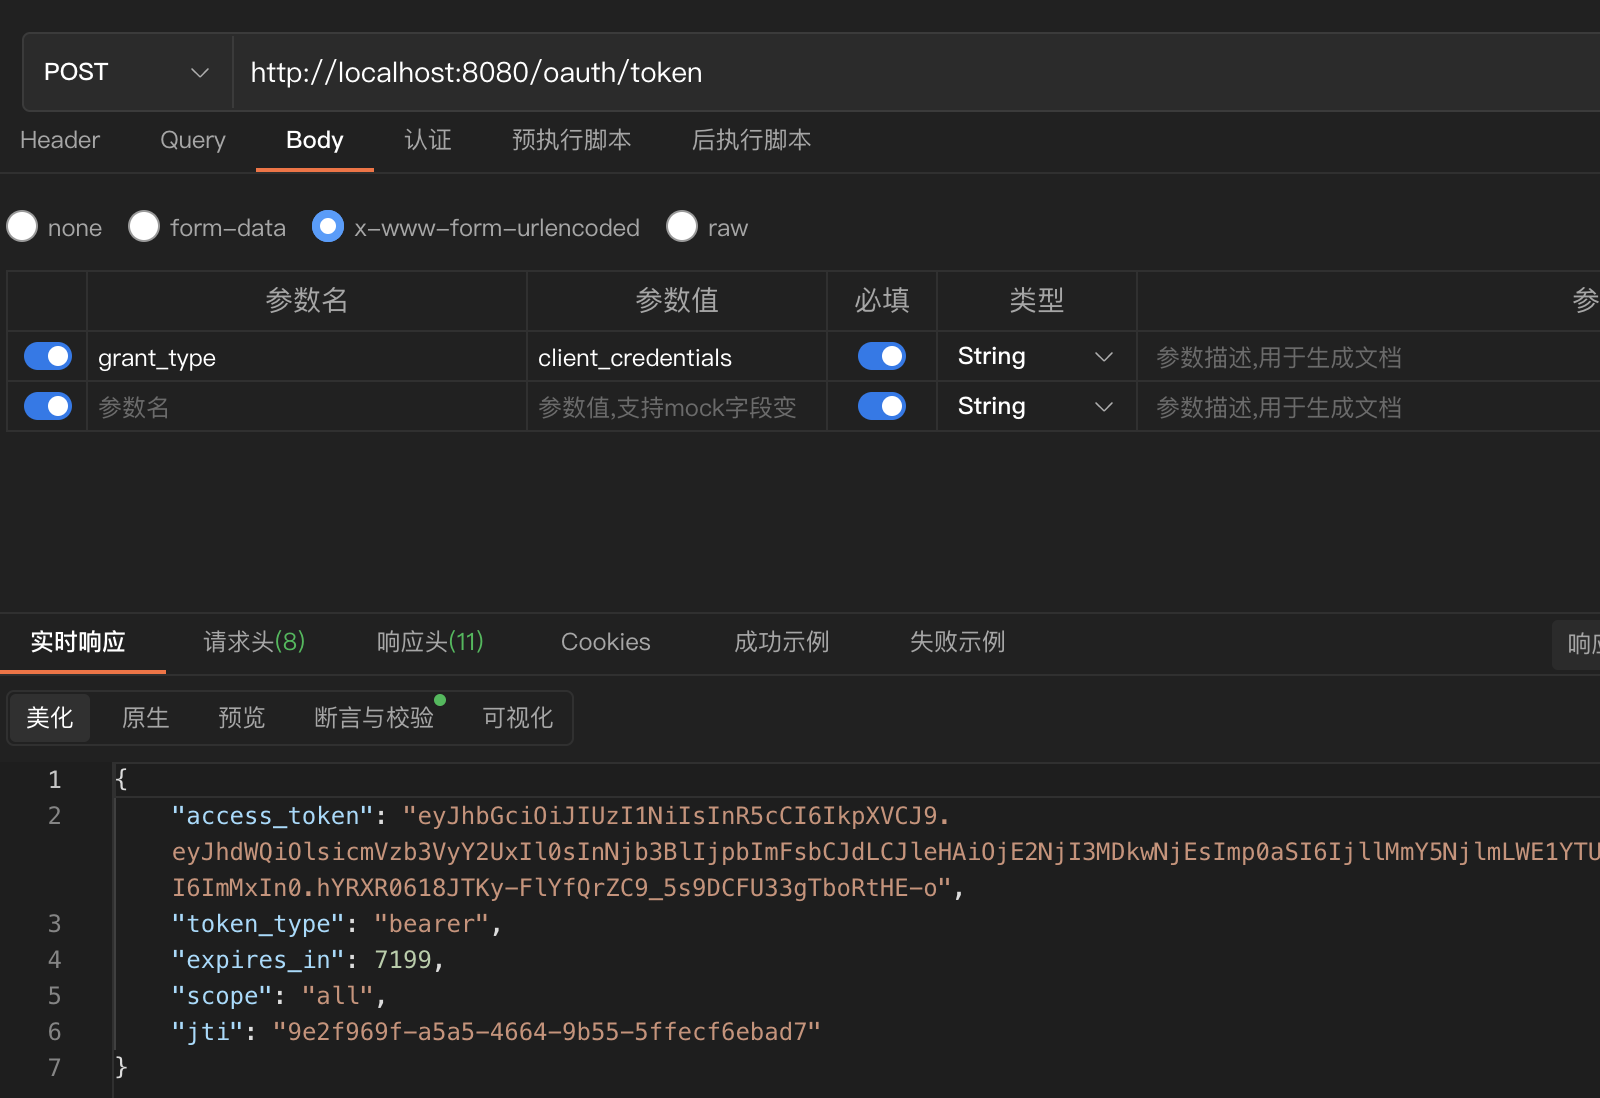 POST http://localhost:8080/oauth/token
Header Query Body 认证 预执行脚本 后执行脚本
none form-data x-www-form-urlencoded raw
参数名 参数值 必填 类型 参
grant_type client_credentials String 参数描述,用于生成文档
参数名 参数值,支持mock字段变 String 参数描述,用于生成文档
实时响应 请求头(8) 响应头(11) Cookies 成功示例 失败示例 响应
美化 原生 预览 断言与校验 可视化
1 {
2 "access_token": "eyJhbGciOiJIUzI1NiIsInR5cCI6IkpXVCJ9.
eyJhdWQiOlsicmVzb3VyY2UxIl0sInNjb3BlIjpbImFsbCJdLCJleHAiOjE2NjI3MDkwNjEsImp0aSI6IjllMmY5NjlmLWE1YTU
I6ImMxIn0.hYRXR0618JTKy-FlYfQrZC9_5s9DCFU33gTboRtHE-o",
3 "token_type": "bearer",
4 "expires_in": 7199,
5 "scope": "all",
6 "jti": "9e2f969f-a5a5-4664-9b55-5ffecf6ebad7"
7 }